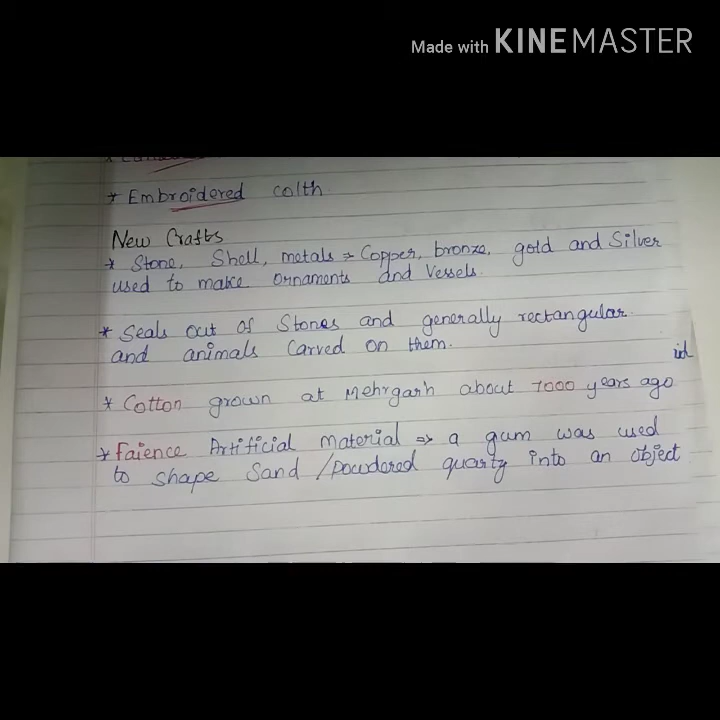 Made with KINEMASTER
* Embroidered colth
New Crafts
* Stone, Shell, metals ⇒ Copper, bronze, gold and Silver
used to make ornaments and Vessels.
* Seals out of Stones and generally rectangular.
and animals Carved on them.
* Cotton grown at Mehrgarh about 7000 years ago
* Faience Artificial material ⇒ a gum was used
to shape Sand / powdered quarty into an object